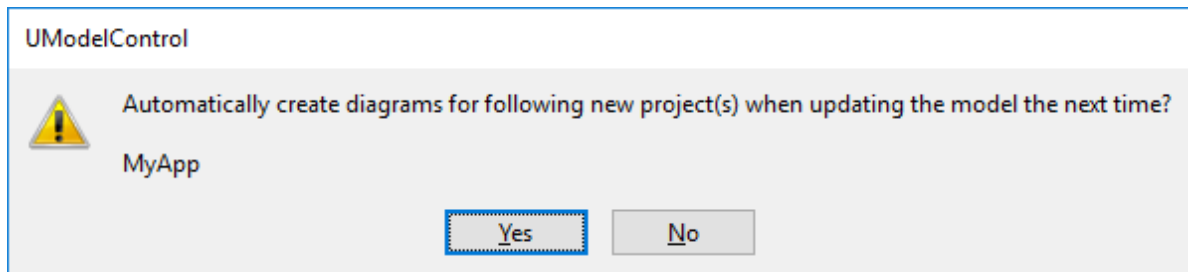 UModelControl
Automatically create diagrams for following new project(s) when updating the model the next time?
MyApp
Yes No